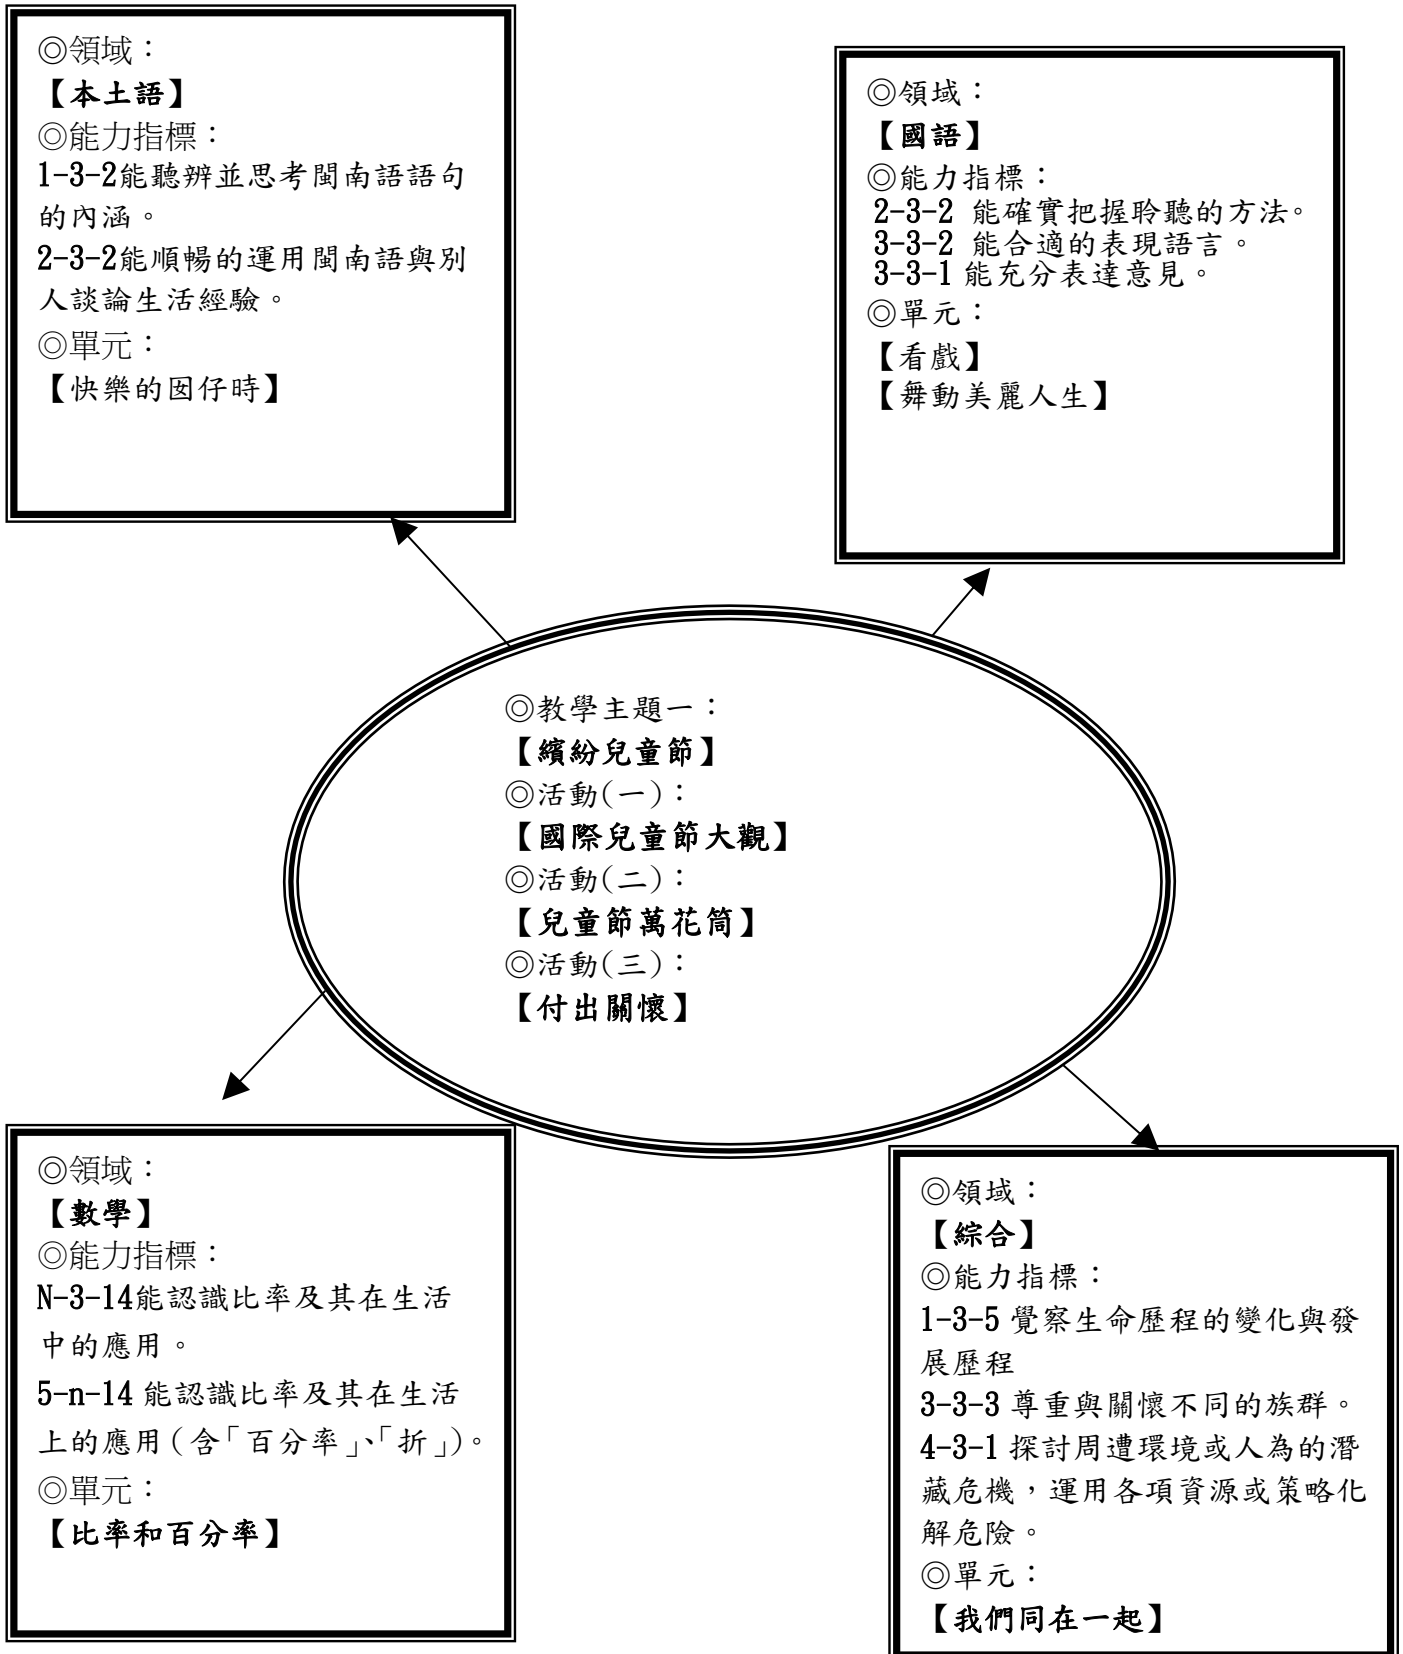 ◎領域：
【本土語】
◎能力指標：
1-3-2能聽辨並思考閩南語語句
的內涵。
2-3-2能順暢的運用閩南語與別
人談論生活經驗。
◎單元：
【快樂的囡仔時】
◎領域：
【國語】
◎能力指標：
2-3-2 能確實把握聆聽的方法。
3-3-2 能合適的表現語言。
3-3-1 能充分表達意見。
◎單元：
【看戲】
【舞動美麗人生】
◎教學主題一：
【繽紛兒童節】
◎活動(一)：
【國際兒童節大觀】
◎活動(二)：
【兒童節萬花筒】
◎活動(三)：
【付出關懷】
◎領域：
【數學】
◎能力指標：
N-3-14能認識比率及其在生活
中的應用。
5-n-14 能認識比率及其在生活
上的應用（含「百分率」、「折」）。
◎單元：
【比率和百分率】
◎領域：
【綜合】
◎能力指標：
1-3-5 覺察生命歷程的變化與發
展歷程
3-3-3 尊重與關懷不同的族群。
4-3-1 探討周遭環境或人為的潛
藏危機，運用各項資源或策略化
解危險。
◎單元：
【我們同在一起】